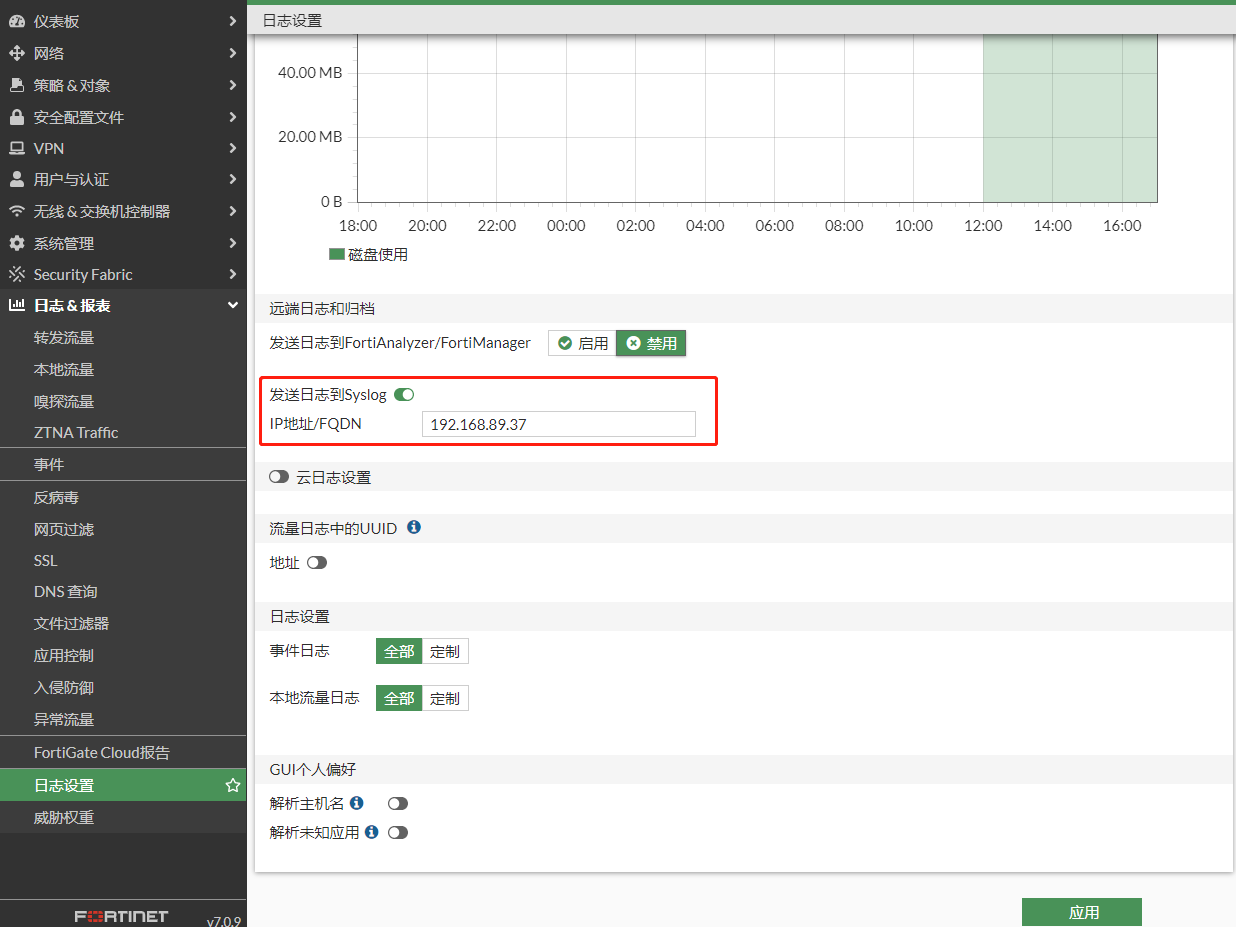 仪表板
网络
策略 & 对象
安全配置文件
VPN
用户与认证
无线 & 交换机控制器
系统管理
Security Fabric
日志 & 报表
转发流量
本地流量
嗅探流量
ZTNA Traffic
事件
反病毒
网页过滤
SSL
DNS 查询
文件过滤器
应用控制
入侵防御
异常流量
FortiGate Cloud报告
日志设置
威胁权重
FORTINET
v7.0.9
日志设置
40.00 MB
20.00 MB
0 B
18:00 20:00 22:00 00:00 02:00 04:00 06:00 08:00 10:00 12:00 14:00 16:00
磁盘使用
远端日志和归档
发送日志到FortiAnalyzer/FortiManager 启用 禁用
发送日志到Syslog
IP地址/FQDN 192.168.89.37
云日志设置
流量日志中的UUID
地址
日志设置
事件日志 全部 定制
本地流量日志 全部 定制
GUI个人偏好
解析主机名
解析未知应用
应用